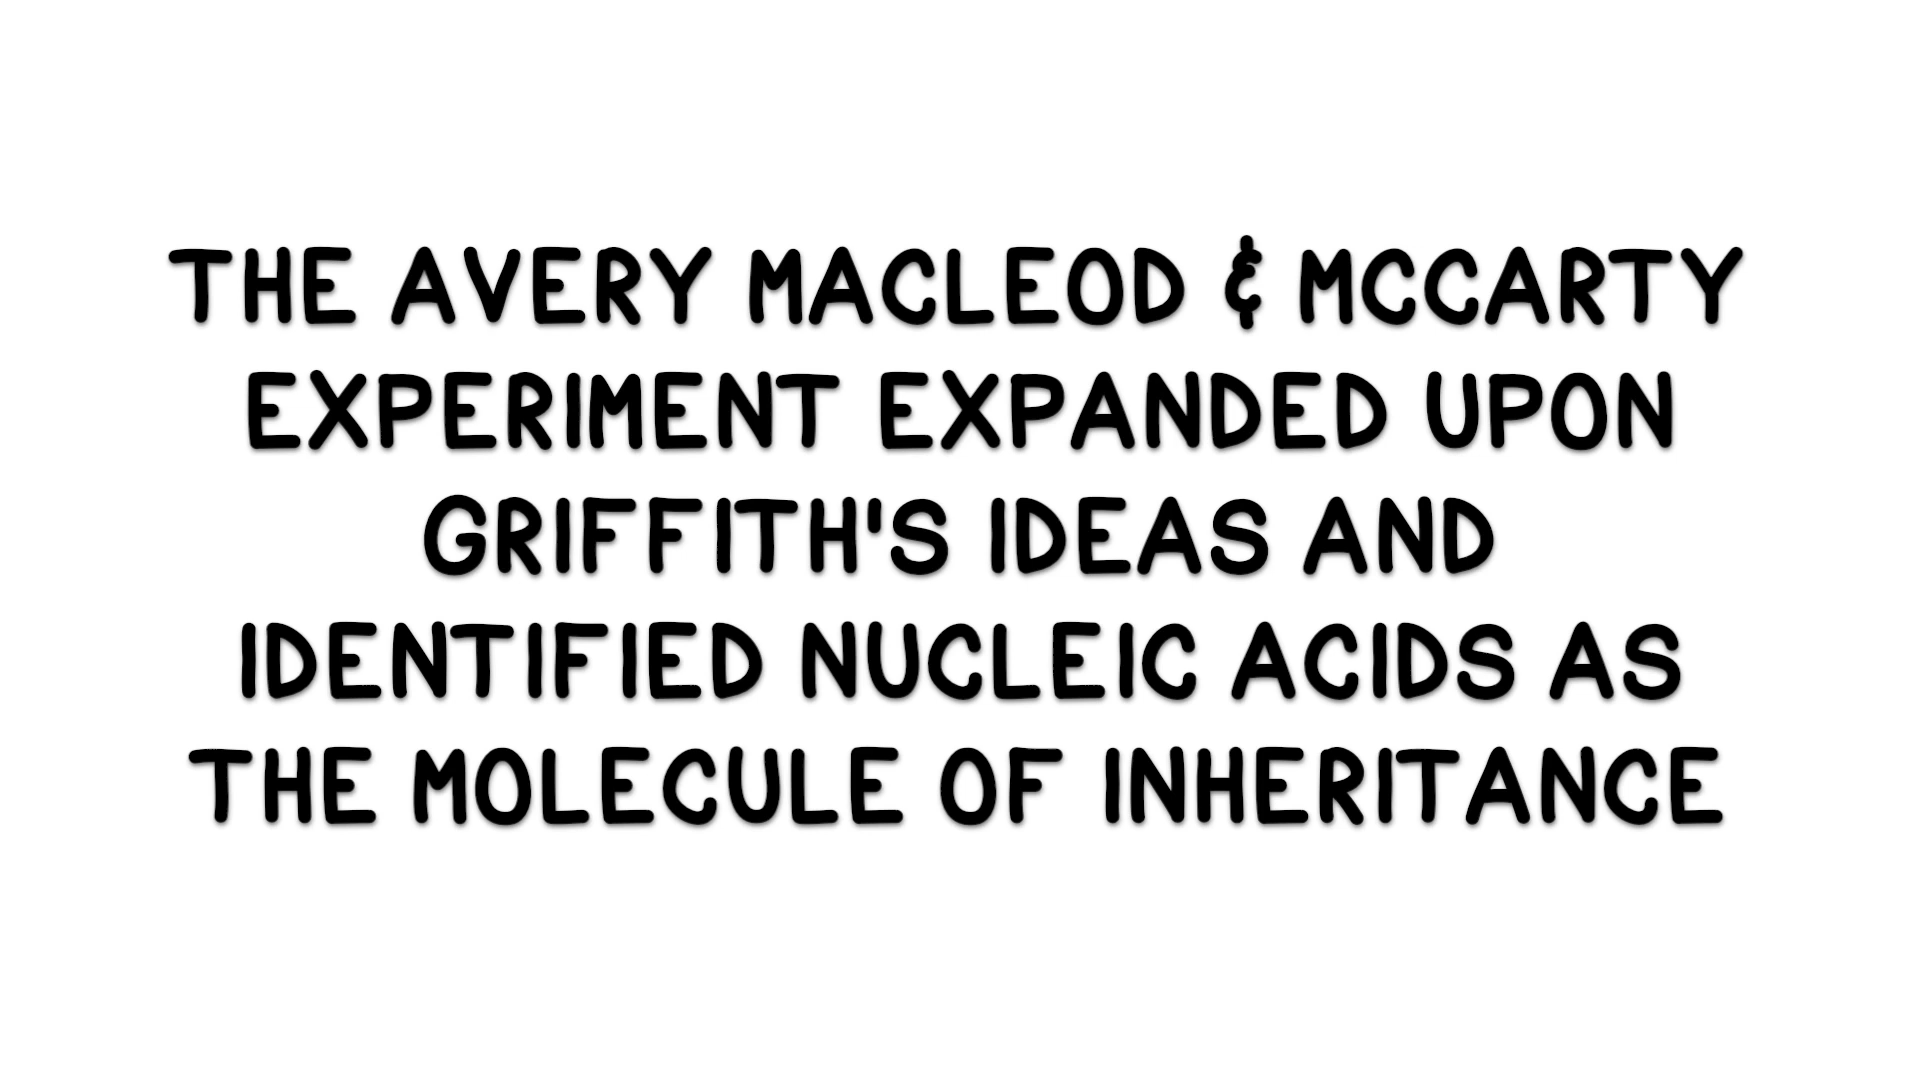 THE AVERY MACLEOD & MCCARTY
EXPERIMENT EXPANDED UPON
GRIFFITH'S IDEAS AND
IDENTIFIED NUCLEIC ACIDS AS
THE MOLECULE OF INHERITANCE